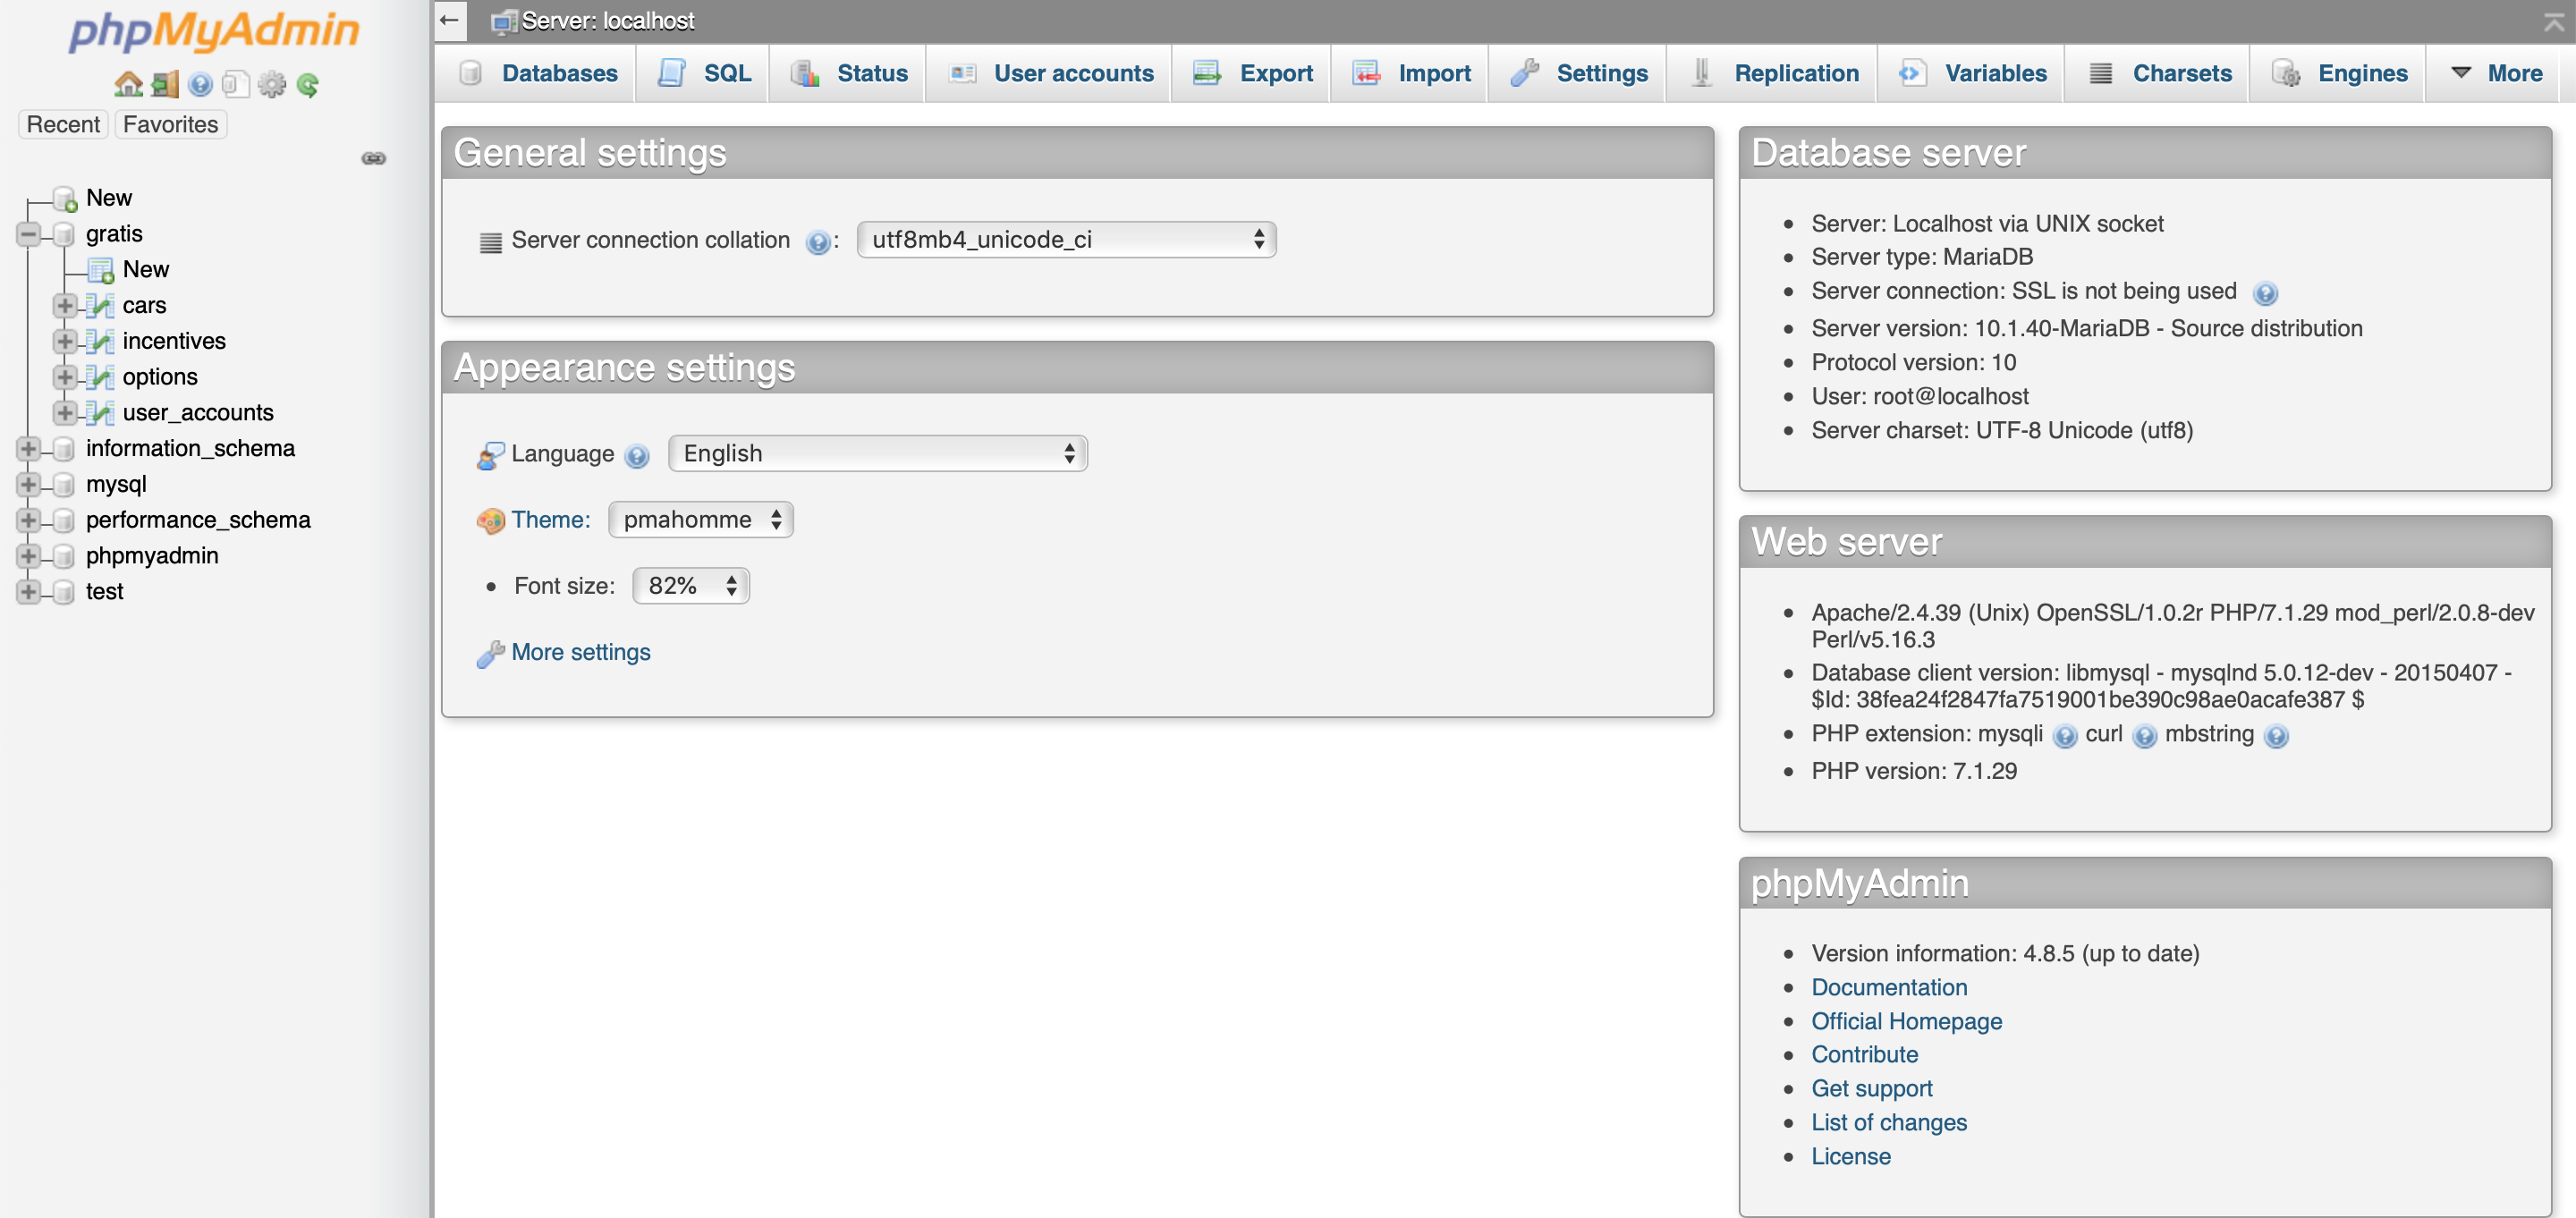 phpMyAdmin
Recent Favorites
New
gratis
New
cars
incentives
options
user_accounts
information_schema
mysql
performance_schema
phpmyadmin
test
Server: localhost
Databases SQL Status User accounts Export Import Settings Replication Variables Charsets Engines More
General settings
Server connection collation : utf8mb4_unicode_ci
Appearance settings
Language English
Theme: pmahomme
Font size: 82%
More settings
Database server
Server: Localhost via UNIX socket
Server type: MariaDB
Server connection: SSL is not being used
Server version: 10.1.40-MariaDB - Source distribution
Protocol version: 10
User: root@localhost
Server charset: UTF-8 Unicode (utf8)
Web server
Apache/2.4.39 (Unix) OpenSSL/1.0.2r PHP/7.1.29 mod_perl/2.0.8-dev
Perl/v5.16.3
Database client version: libmysql - mysqlnd 5.0.12-dev - 20150407 -
$Id: 38fea24f2847fa7519001be390c98ae0acafe387 $
PHP extension: mysqli curl mbstring
PHP version: 7.1.29
phpMyAdmin
Version information: 4.8.5 (up to date)
Documentation
Official Homepage
Contribute
Get support
List of changes
License